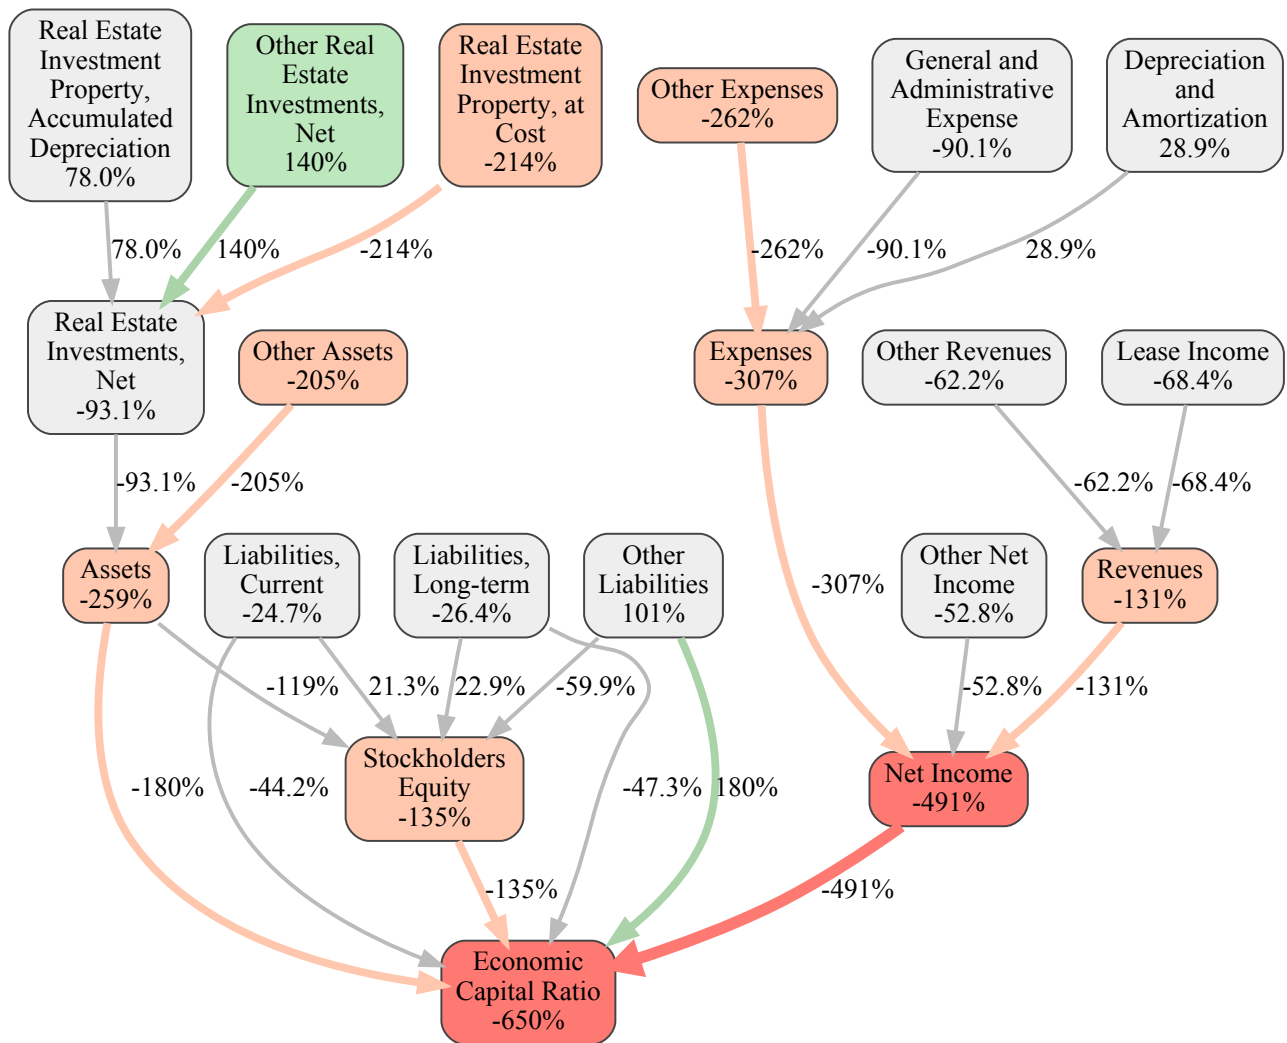 Real Estate
Investment
Property,
Accumulated
Depreciation
78.0%
Other Real
Estate
Investments,
Net
140%
Real Estate
Investment
Property, at
Cost
-214%
Other Expenses
-262%
General and
Administrative
Expense
-90.1%
Depreciation
and
Amortization
28.9%
78.0%
140%
-214%
-262%
-90.1%
28.9%
Real Estate
Investments,
Net
-93.1%
Other Assets
-205%
Expenses
-307%
Other Revenues
-62.2%
Lease Income
-68.4%
-93.1%
-205%
-62.2%
-68.4%
Assets
-259%
Liabilities,
Current
-24.7%
Liabilities,
Long-term
-26.4%
Other
Liabilities
101%
-307%
Other Net
Income
-52.8%
Revenues
-131%
-119%
21.3%
22.9%
-59.9%
-52.8%
-131%
-180%
-44.2%
Stockholders
Equity
-135%
-47.3%
180%
Net Income
-491%
-135%
-491%
Economic
Capital Ratio
-650%